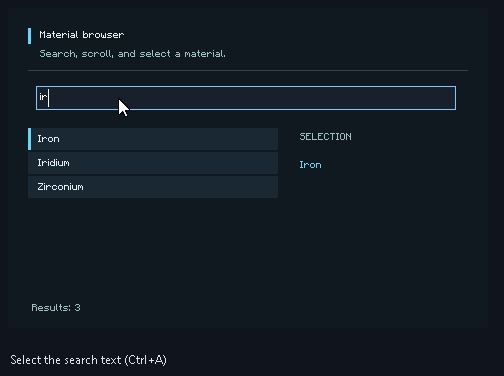 Material browser
Search, scroll, and select a material.
ir
Iron
SELECTION
Iridium
Iron
Zirconium
Results: 3
Select the search text (Ctrl+A)